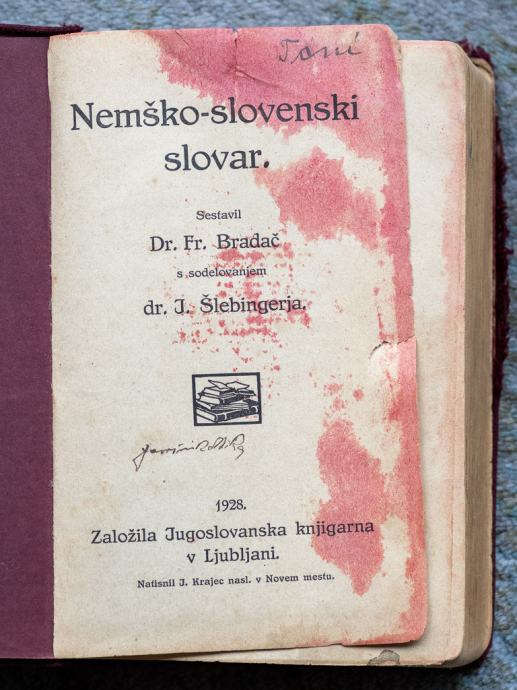 Toni
Nemško-slovenski
slovar.
Sestavil
Dr. Fr. Bradač
s sodelovanjem
dr. J. Šlebingerja.
1928.
Založila Jugoslovanska knjigarna
v Ljubljani.
Natisnil J. Krajec nasl. v Novem mestu.